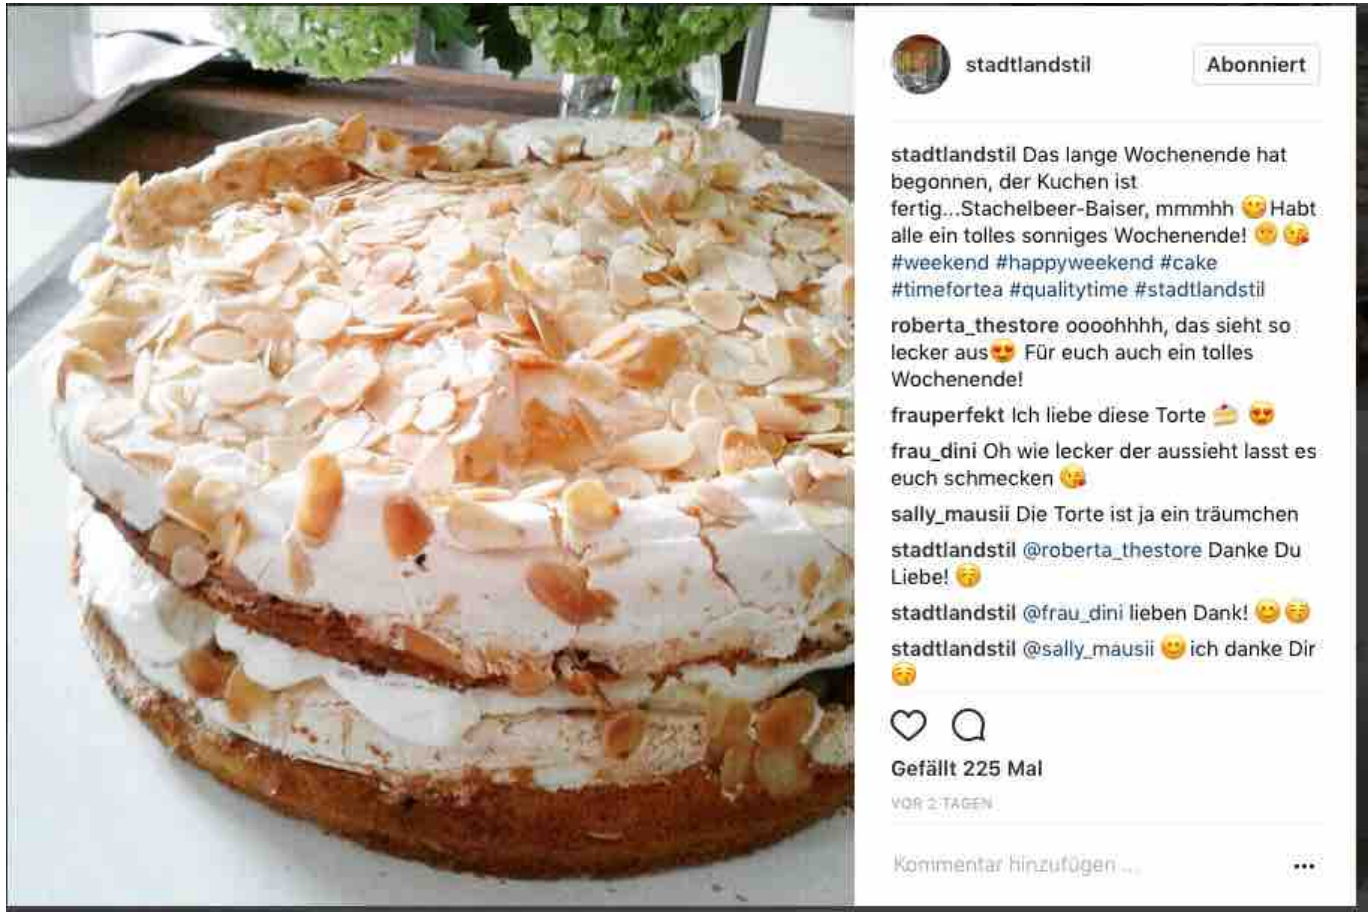 stadtlandstil
Abonniert
stadtlandstil Das lange Wochenende hat
begonnen, der Kuchen ist
fertig...Stachelbeer-Baiser, mmmhh 😋 Habt
alle ein tolles sonniges Wochenende! 🌞 😘
#weekend #happyweekend #cake
#timefortea #qualitytime #stadtlandstil
roberta_thestore oooohhhh, das sieht so
lecker aus😍 Für euch auch ein tolles
Wochenende!
frauperfekt Ich liebe diese Torte 🍰 😍
frau_dini Oh wie lecker der aussieht lasst es
euch schmecken 😘
sally_mausii Die Torte ist ja ein träumchen
stadtlandstil @roberta_thestore Danke Du
Liebe! 😚
stadtlandstil @frau_dini lieben Dank! 😊 😚
stadtlandstil @sally_mausii 😊 ich danke Dir
😚
Gefällt 225 Mal
VOR 2 TAGEN
Kommentar hinzufügen ...